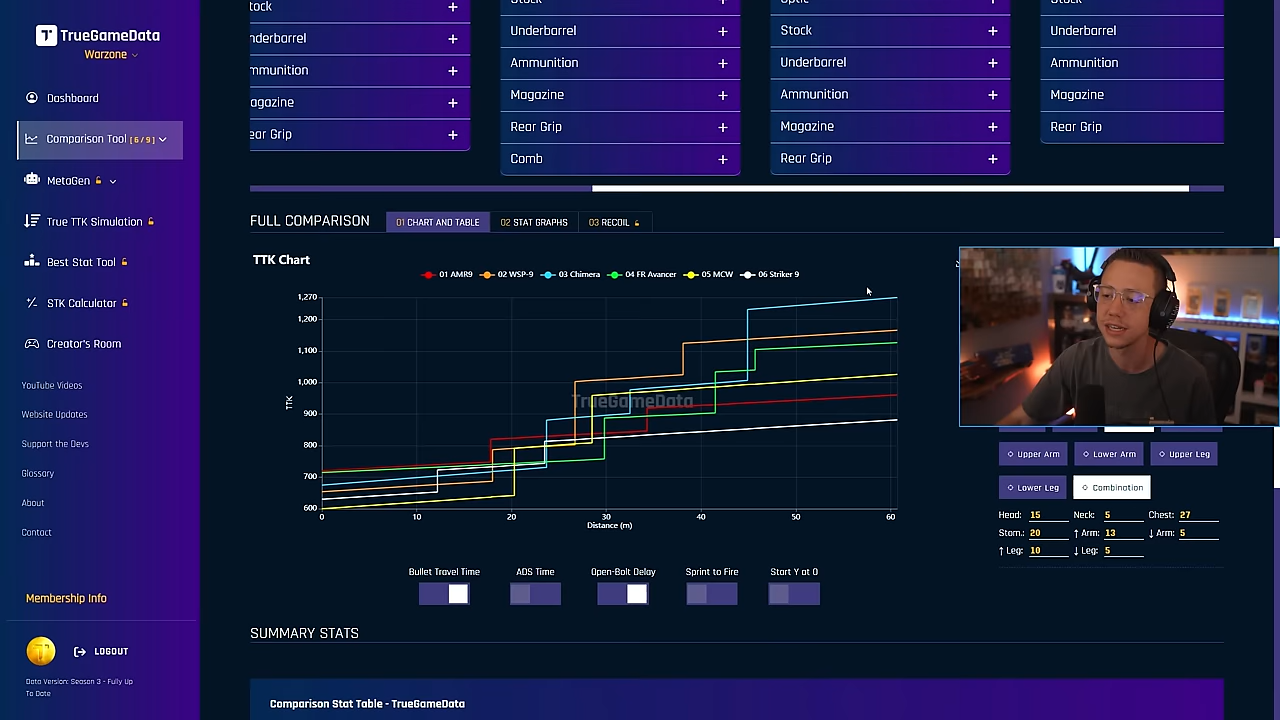 TrueGameData
Warzone
Dashboard
Comparison Tool [6/9]
MetaGen
True TTK Simulation
Best Stat Tool
STK Calculator
Creator's Room
YouTube Videos
Website Updates
Support the Devs
Glossary
About
Contact
Membership Info
LOGOUT
Data Version: Season 3 - Fully Up
To Date
tock +
nderbarrel +
mmunition +
agazine +
ear Grip +
Underbarrel +
Ammunition +
Magazine +
Rear Grip +
Comb +
Stock +
Underbarrel +
Ammunition +
Magazine +
Rear Grip +
Underbarrel
Ammunition
Magazine
Rear Grip
FULL COMPARISON
01 CHART AND TABLE
02 STAT GRAPHS
03 RECOIL
TTK Chart
01 AMR9 02 WSP-9 03 Chimera 04 FR Avancer 05 MCW 06 Striker 9
1,270
1,200
1,100
1,000
900
800
700
600
TTK
TrueGameData
0 10 20 30 40 50 60
Distance (m)
Bullet Travel Time ADS Time Open-Bolt Delay Sprint to Fire Start Y at 0
Upper Arm Lower Arm Upper Leg
Lower Leg Combination
Head: 15 Neck: 5 Chest: 27
Stom.: 20 ↑ Arm: 13 ↓ Arm: 5
↑ Leg: 10 ↓ Leg: 5
SUMMARY STATS
Comparison Stat Table - TrueGameData